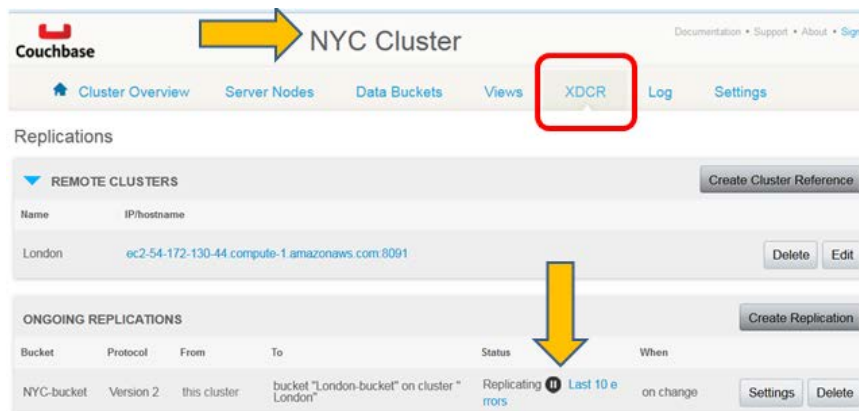 Couchbase
NYC Cluster
Documentation • Support • About • Sign
Cluster Overview Server Nodes Data Buckets Views XDCR Log Settings
Replications
REMOTE CLUSTERS Create Cluster Reference
Name IP/hostname
London ec2-54-172-130-44.compute-1.amazonaws.com:8091 Delete Edit
ONGOING REPLICATIONS Create Replication
Bucket Protocol From To Status When
NYC-bucket Version 2 this cluster bucket "London-bucket" on cluster " Replicating Last 10 e on change Settings Delete
London" rrors